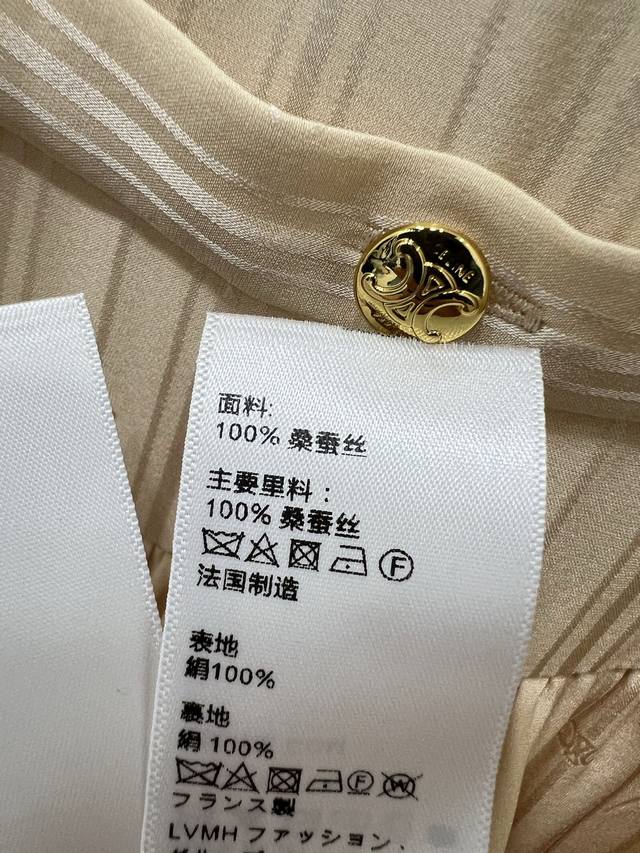 CELINE
面料:
100% 桑蚕丝
主要里料：
100% 桑蚕丝
F
法国制造
表地
絹100%
裏地
絹 100%
F W
フランス製
LVMH ファッション、